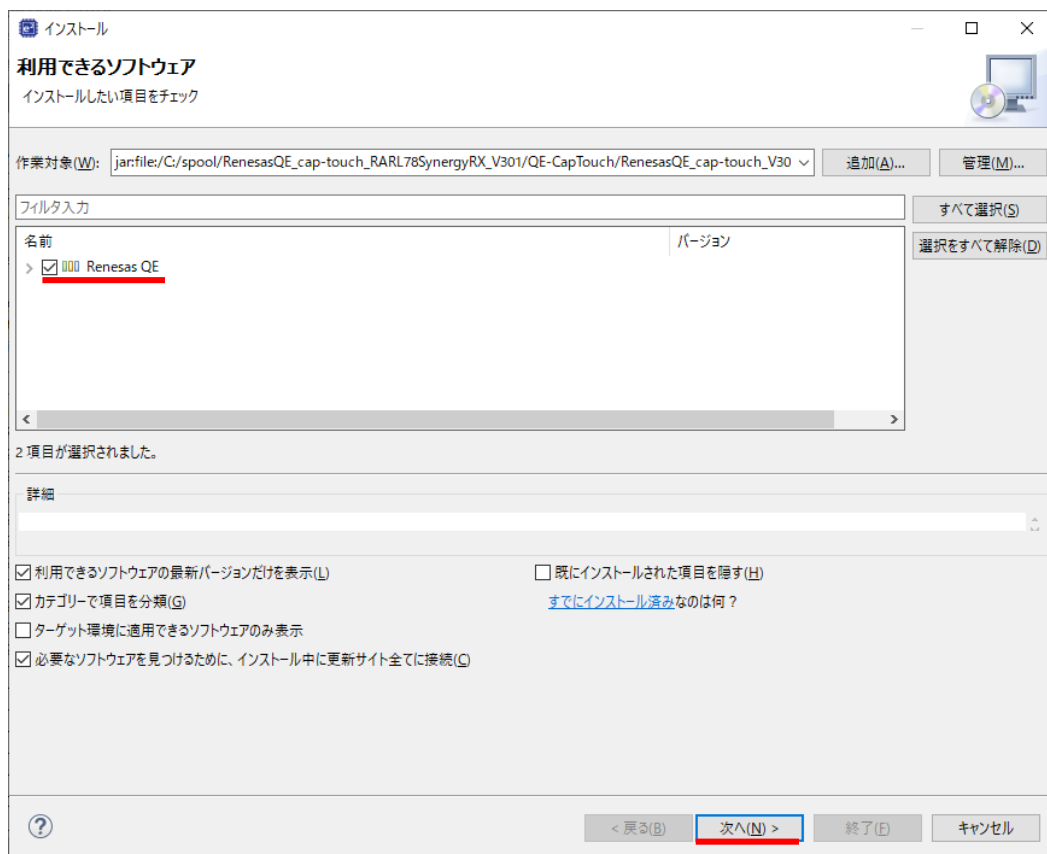 インストール
利用できるソフトウェア
インストールしたい項目をチェック
作業対象(W): jar:file:/C:/spool/RenesasQE_cap-touch_RARL78SynergyRX_V301/QE-CapTouch/RenesasQE_cap-touch_V30 追加(A)... 管理(M)...
フィルタ入力 すべて選択(S)
名前 バージョン 選択をすべて解除(D)
Renesas QE
2 項目が選択されました。
詳細
利用できるソフトウェアの最新バージョンだけを表示(L) 既にインストールされた項目を隠す(H)
カテゴリーで項目を分類(G) すでにインストール済みなのは何？
ターゲット環境に適用できるソフトウェアのみ表示
必要なソフトウェアを見つけるために、インストール中に更新サイト全てに接続(C)
? < 戻る(B) 次へ(N) > 終了(F) キャンセル